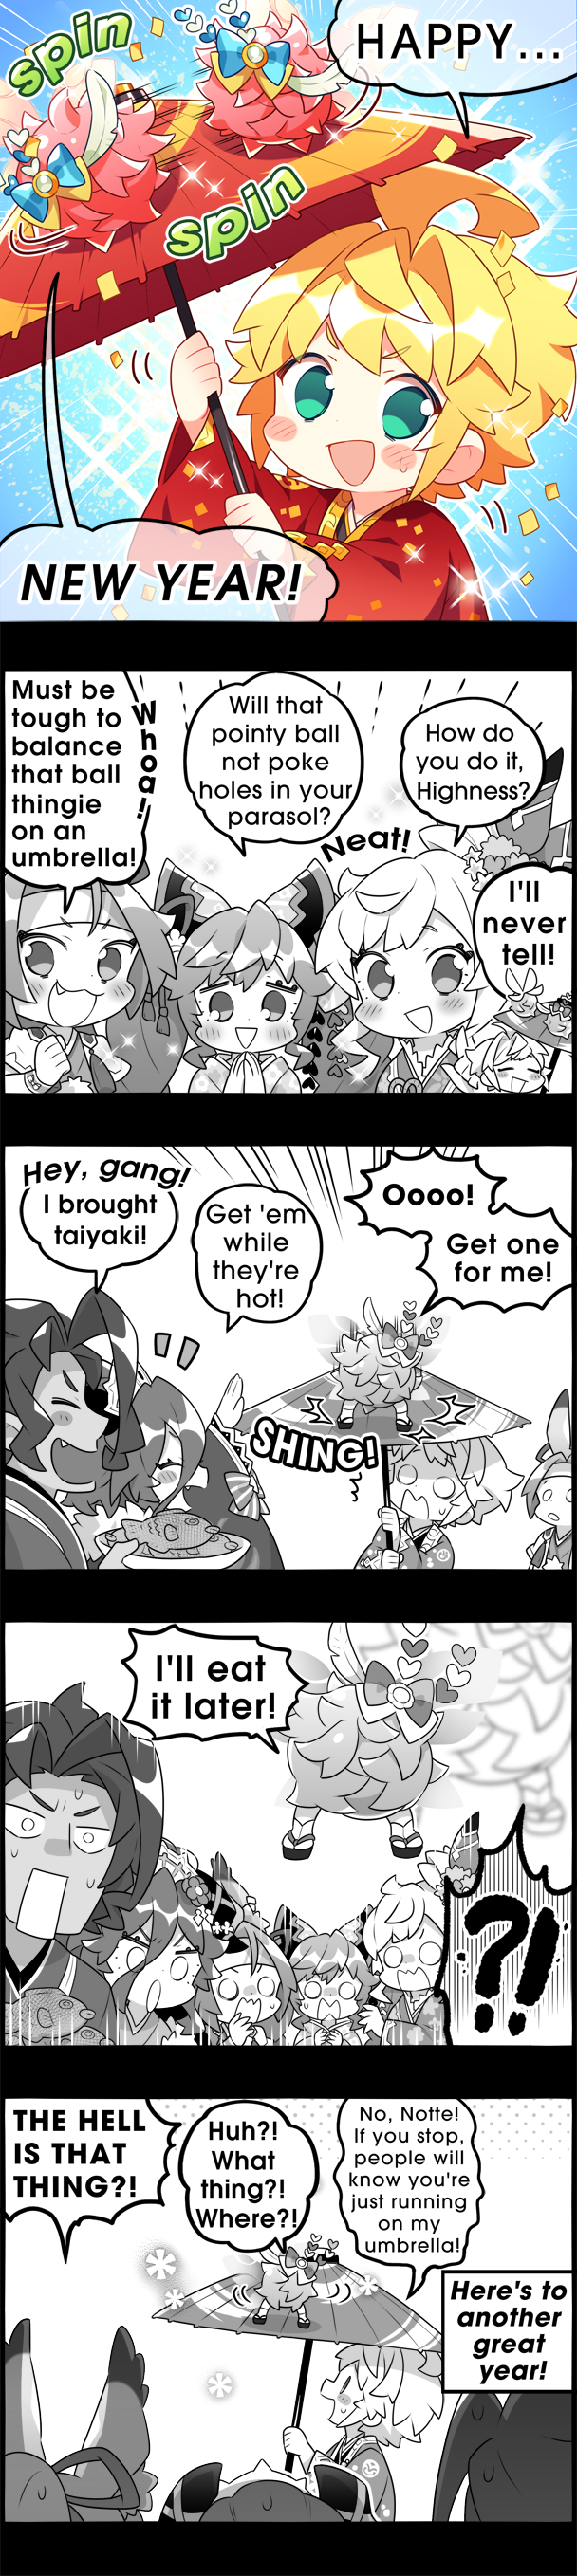 spin
HAPPY...
spin
NEW YEAR!
Must be
tough to
balance
that ball
thingie
on an
umbrella!
Whoa!
Will that
pointy ball
not poke
holes in your
parasol?
Neat!
How do
you do it,
Highness?
I'll
never
tell!
Hey, gang!
I brought
taiyaki!
Get 'em
while
they're
hot!
Oooo!
Get one
for me!
SHING!
I'll eat
it later!
?!
THE HELL
IS THAT
THING?!
Huh?!
What
thing?!
Where?!
No, Notte!
If you stop,
people will
know you're
just running
on my
umbrella!
Here's to
another
great
year!